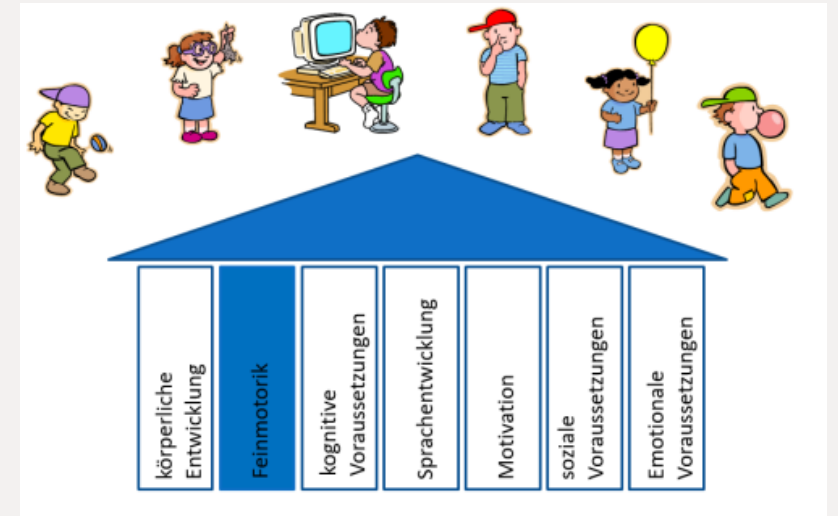 körperliche
Entwicklung
Feinmotorik
kognitive
Voraussetzungen
Sprachentwicklung
Motivation
soziale
Voraussetzungen
Emotionale
Voraussetzungen